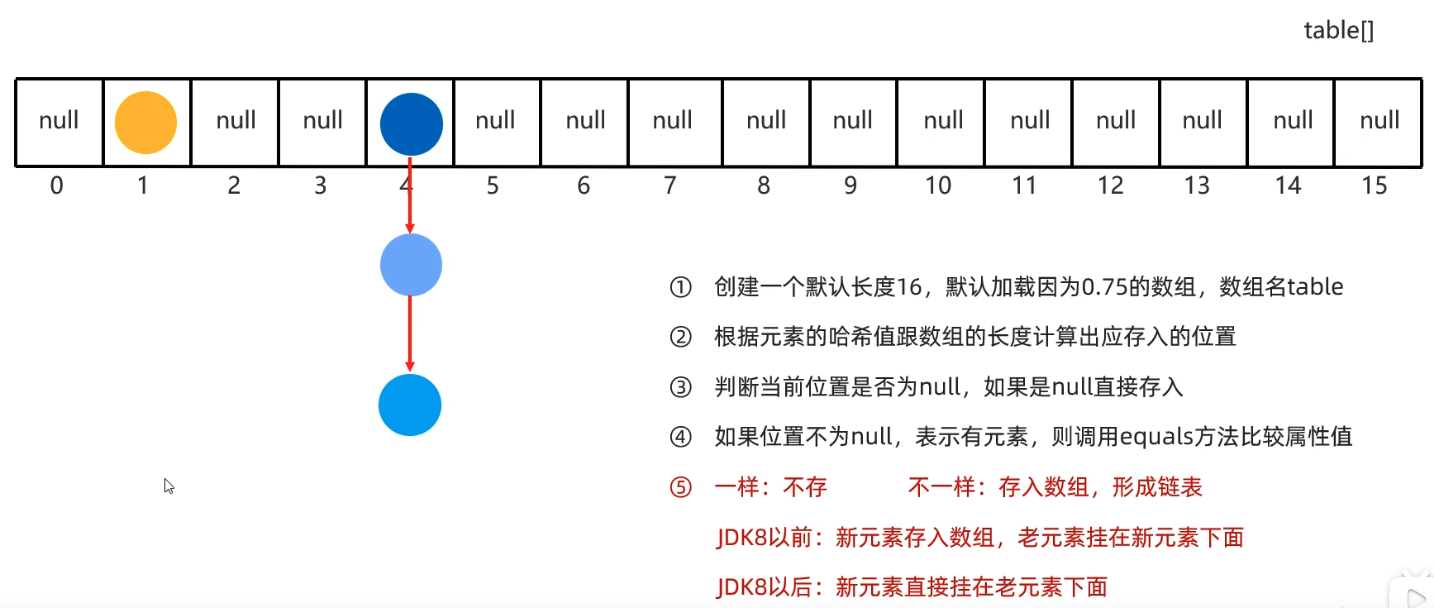 table[]
null null null null null null null null null null null null null null
0 1 2 3 4 5 6 7 8 9 10 11 12 13 14 15
① 创建一个默认长度16，默认加载因为0.75的数组，数组名table
② 根据元素的哈希值跟数组的长度计算出应存入的位置
③ 判断当前位置是否为null，如果是null直接存入
④ 如果位置不为null，表示有元素，则调用equals方法比较属性值
⑤ 一样：不存 不一样：存入数组，形成链表
JDK8以前：新元素存入数组，老元素挂在新元素下面
JDK8以后：新元素直接挂在老元素下面